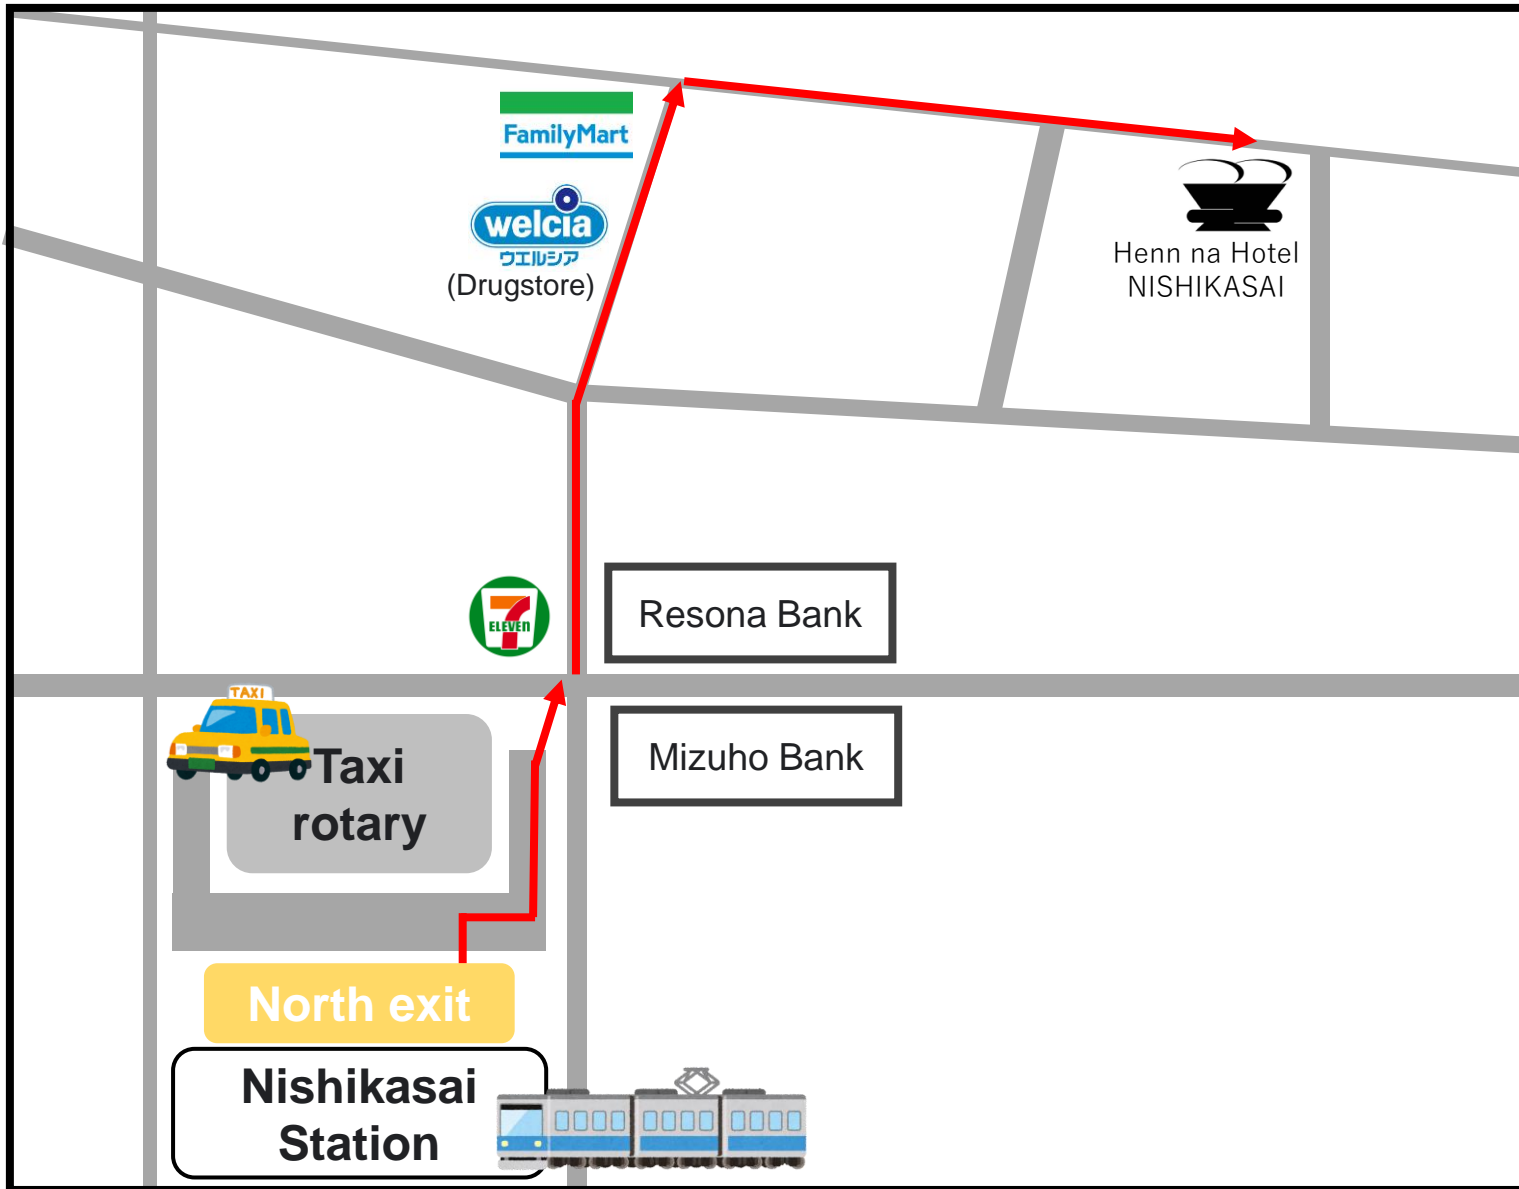 FamilyMart
welcia
ウエルシア
(Drugstore)
Henn na Hotel
NISHIKASAI
7
ELEVEN
Resona Bank
TAXI
Taxi
rotary
Mizuho Bank
North exit
Nishikasai
Station